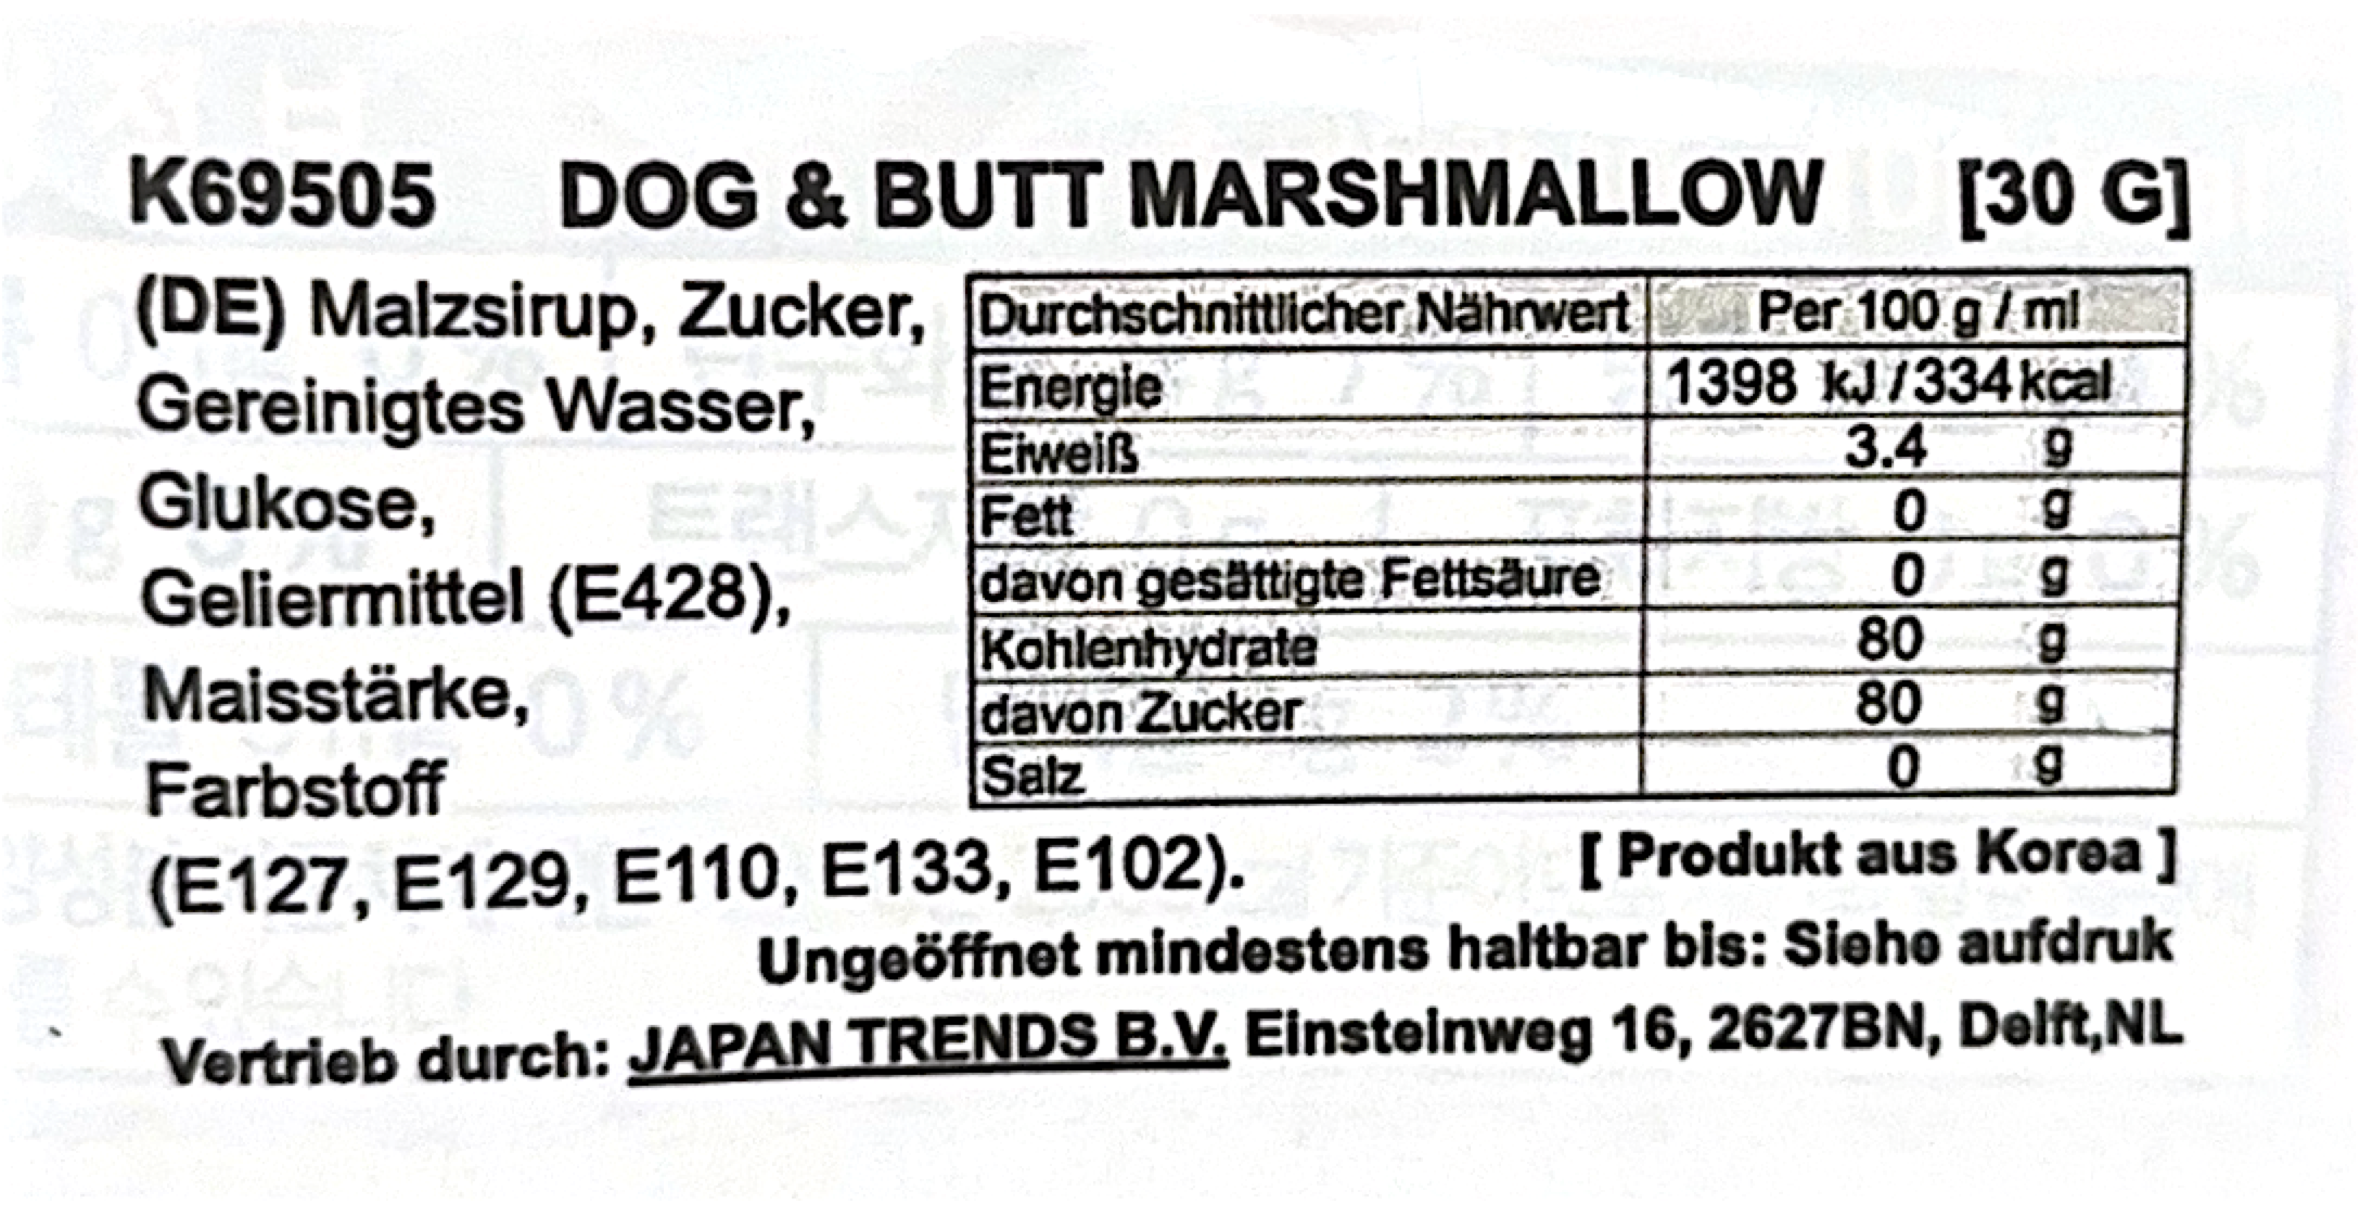 K69505 DOG & BUTT MARSHMALLOW [30 G]
(DE) Malzsirup, Zucker,
Gereinigtes Wasser,
Glukose,
Geliermittel (E428),
Maisstärke,
Farbstoff
(E127, E129, E110, E133, E102).
Durchschnittlicher Nährwert Per 100 g / ml
Energie 1398 kJ / 334 kcal
Eiweiß 3.4 g
Fett 0 g
davon gesättigte Fettsäure 0 g
Kohlenhydrate 80 g
davon Zucker 80 g
Salz 0 g
[ Produkt aus Korea ]
Ungeöffnet mindestens haltbar bis: Siehe aufdruk
Vertrieb durch: JAPAN TRENDS B.V. Einsteinweg 16, 2627BN, Delft,NL